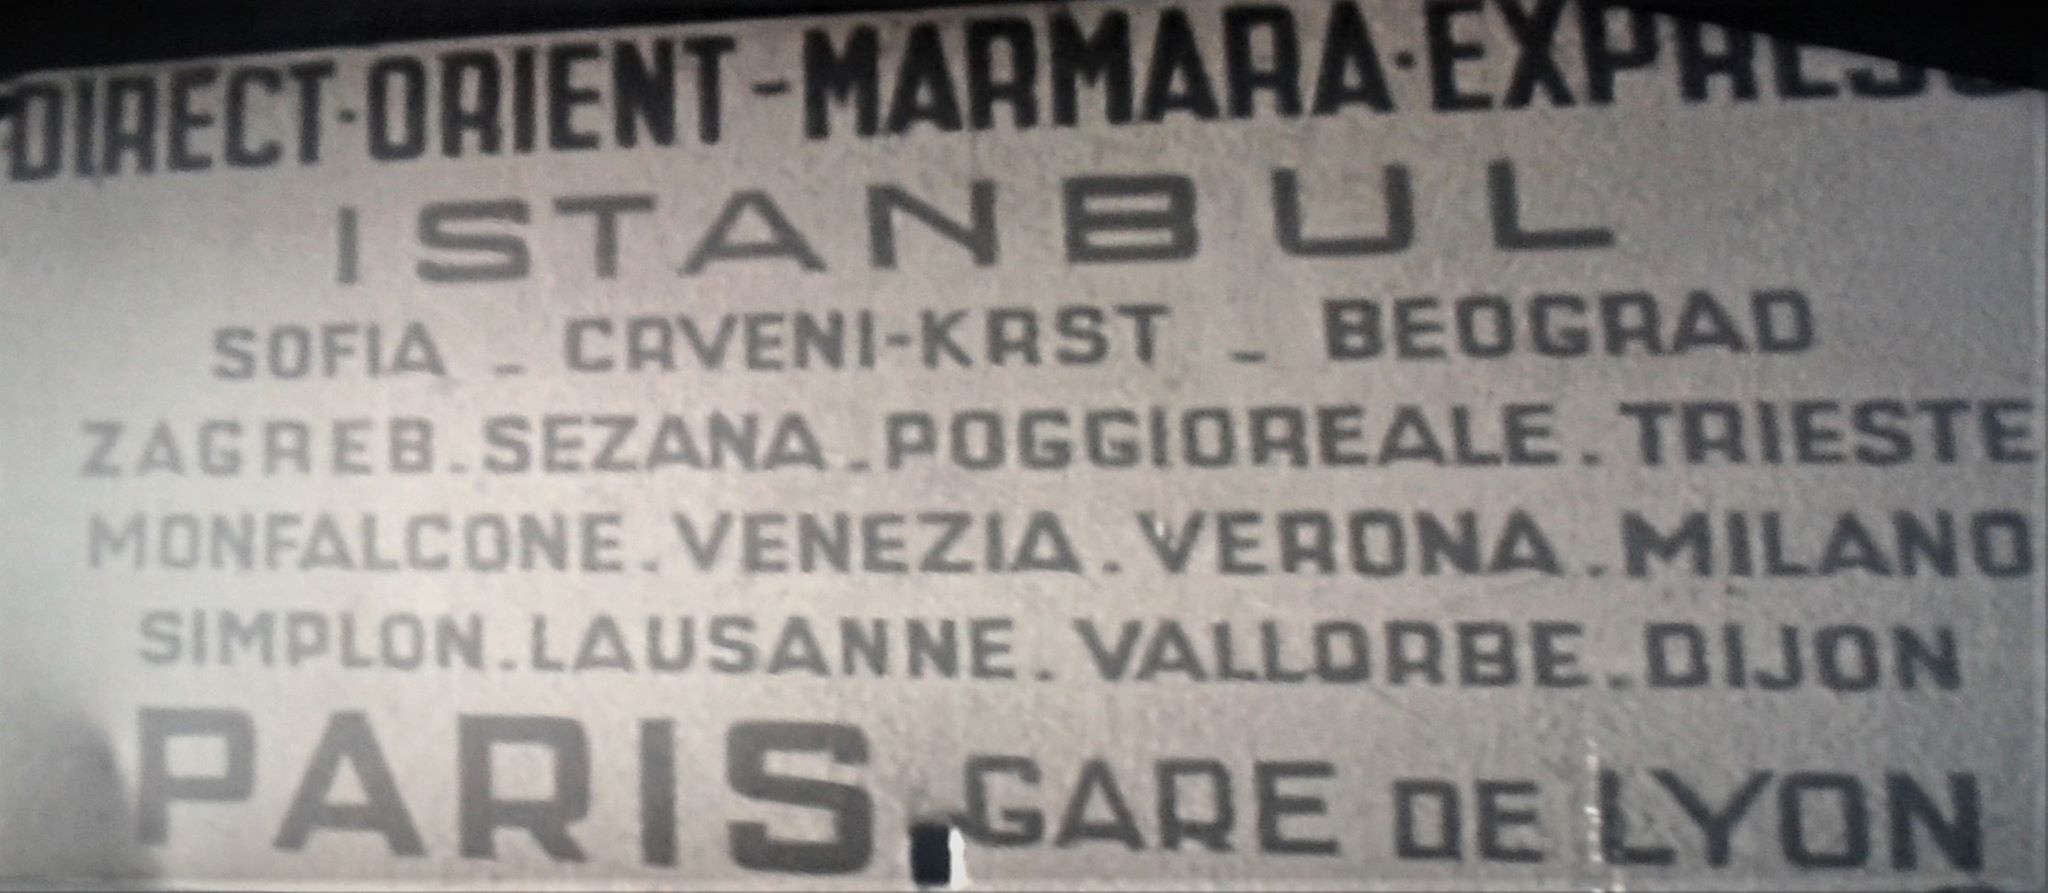 DIRECT·ORIENT-MARMARA·EXPRESS
ISTANBUL
SOFIA - CRVENI-KRST - BEOGRAD
ZAGREB-SEZANA-POGGIOREALE-TRIESTE
MONFALCONE-VENEZIA-VERONA-MILANO
SIMPLON-LAUSANNE-VALLORBE-DIJON
PARIS GARE DE LYON